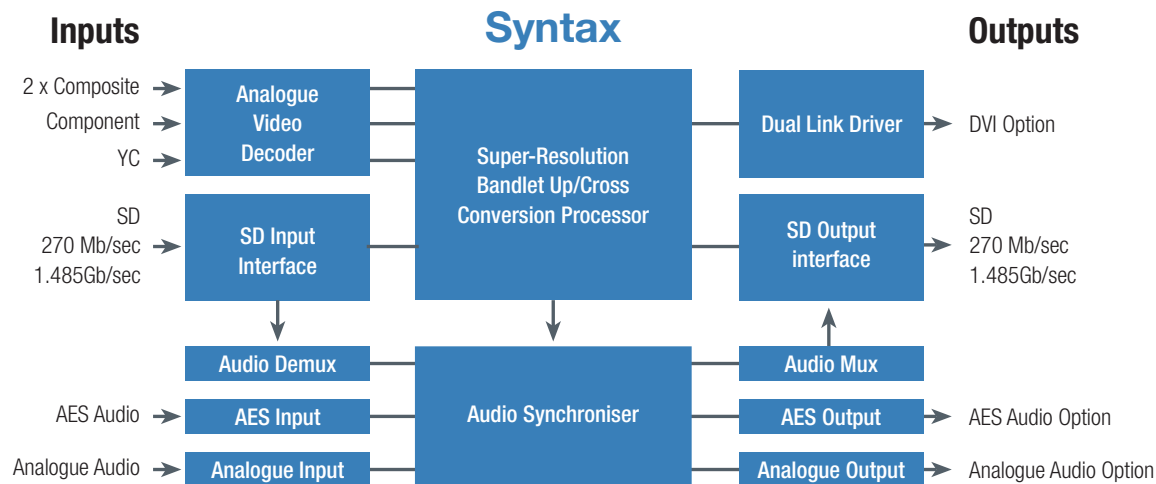 Inputs
Syntax
Outputs
2 x Composite
Component
YC
Analogue
Video
Decoder
Super-Resolution
Bandlet Up/Cross
Conversion Processor
Dual Link Driver
DVI Option
SD
270 Mb/sec
1.485Gb/sec
SD Input
Interface
SD Output
interface
SD
270 Mb/sec
1.485Gb/sec
Audio Demux
Audio Synchroniser
Audio Mux
AES Audio
AES Input
AES Output
AES Audio Option
Analogue Audio
Analogue Input
Analogue Output
Analogue Audio Option